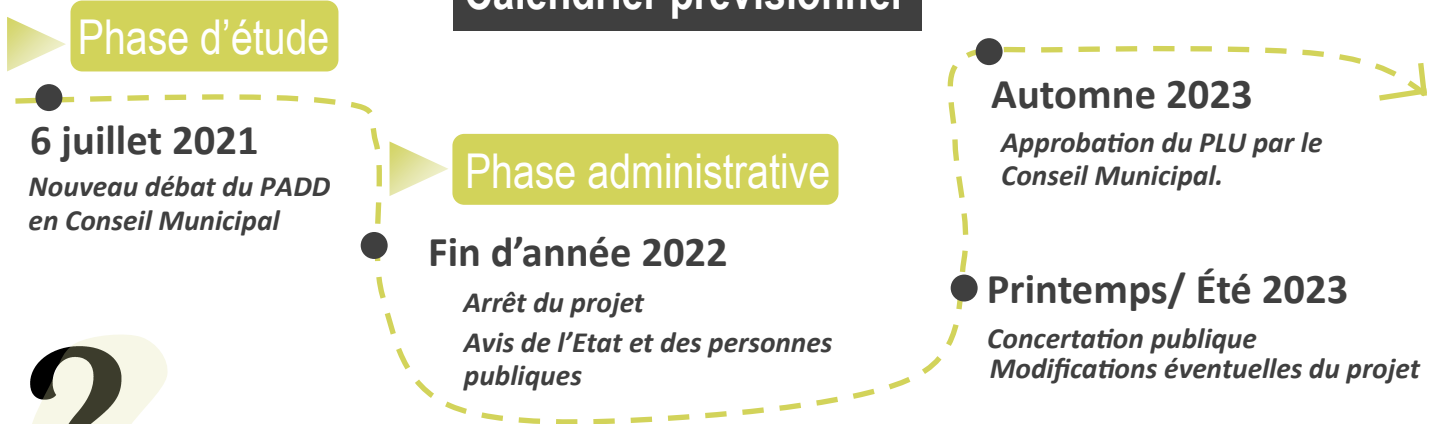 Calendrier prévisionnel
Phase d'étude
6 juillet 2021
Nouveau débat du PADD
en Conseil Municipal
Phase administrative
Fin d'année 2022
Arrêt du projet
Avis de l'Etat et des personnes
publiques
Printemps/ Été 2023
Concertation publique
Modifications éventuelles du projet
Automne 2023
Approbation du PLU par le
Conseil Municipal.
?